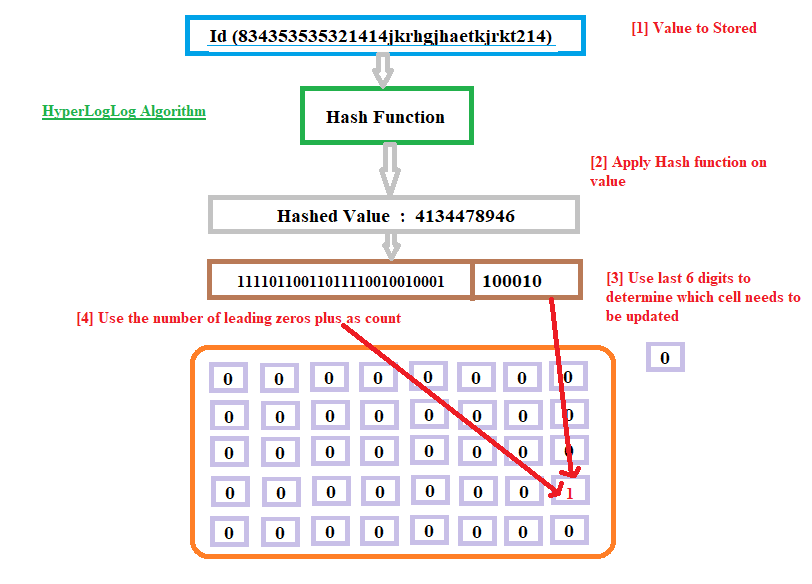 Id (834353535321414jkrhgjhaetkjrkt214)
[1] Value to Stored
HyperLogLog Algorithm
Hash Function
[2] Apply Hash function on
value
Hashed Value : 4134478946
11110110011011110010010001
100010
[3] Use last 6 digits to
determine which cell needs to
be updated
[4] Use the number of leading zeros plus as count
0
0 0 0 0 0 0 0 0
0 0 0 0 0 0 0 0
0 0 0 0 0 0 0 0
0 0 0 0 0 0 0 1
0 0 0 0 0 0 0 0